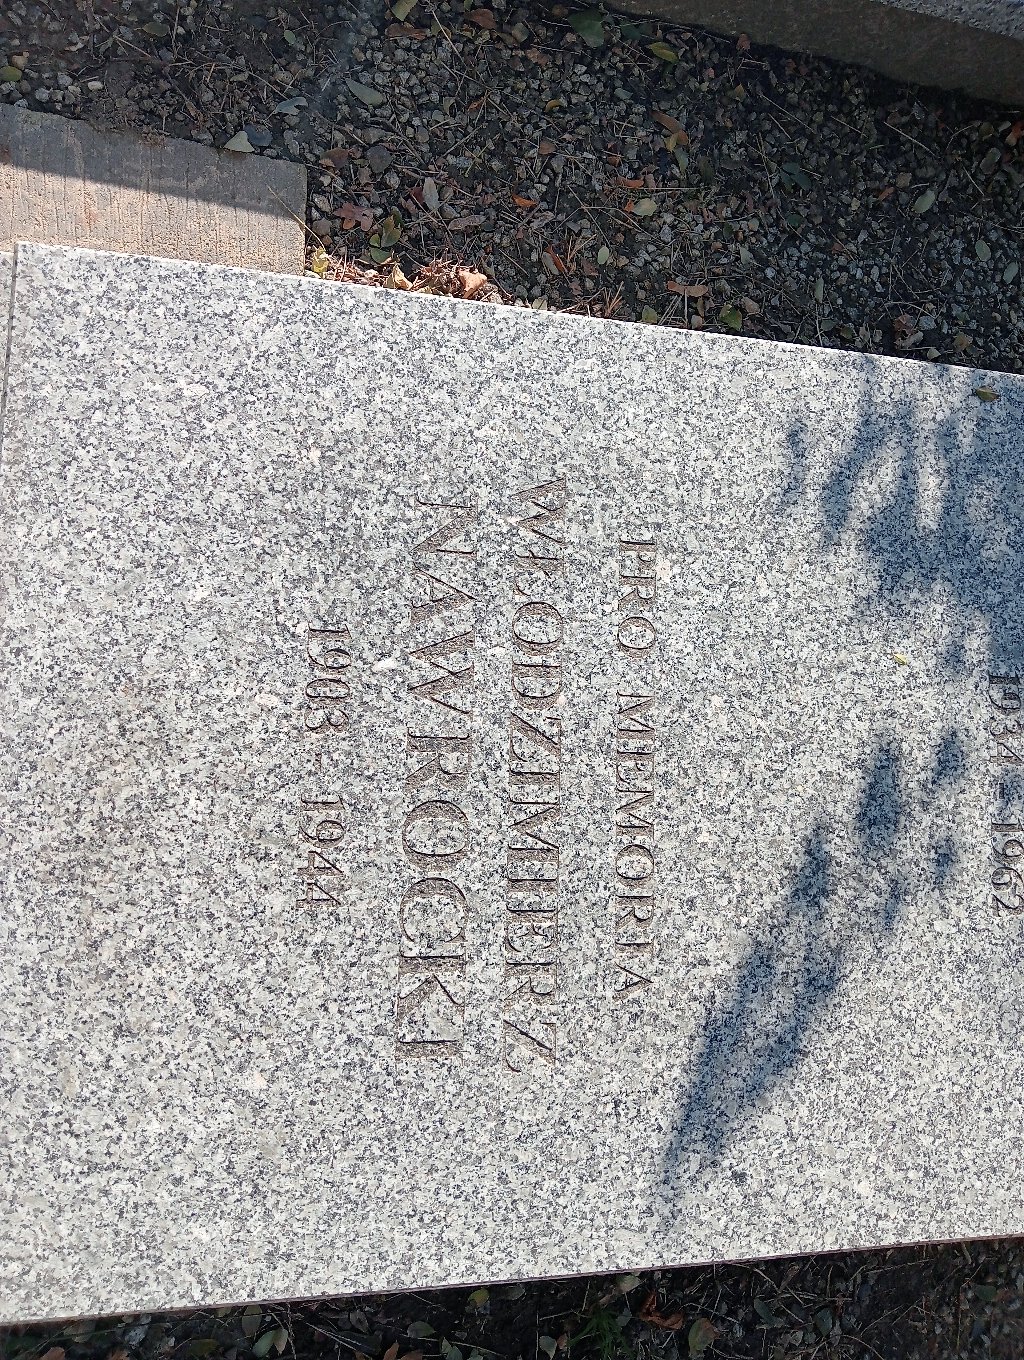 1934 – 1962
PRO MEMORIA
WŁODZIMIERZ
NAWROCKI
1903 – 1944